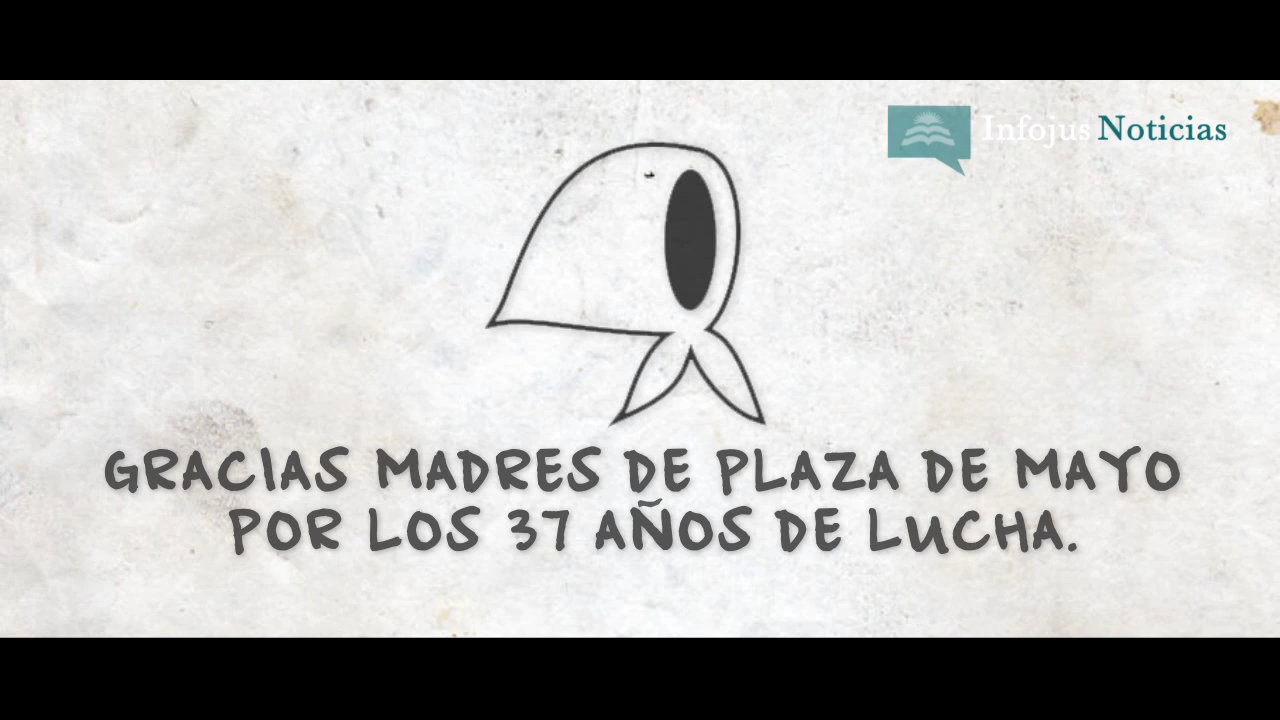 Infojus Noticias
GRACIAS MADRES DE PLAZA DE MAYO
POR LOS 37 AÑOS DE LUCHA.